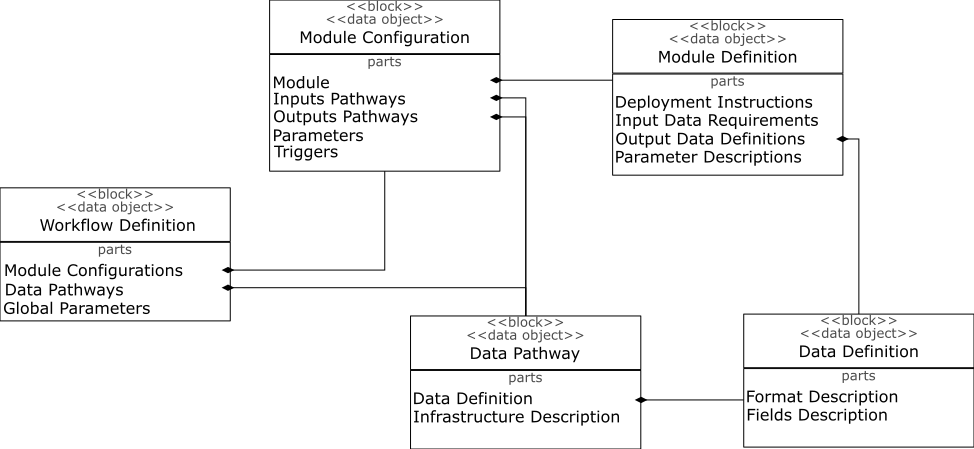 <<block>>
<<data object>>
Module Configuration
parts
Module
Inputs Pathways
Outputs Pathways
Parameters
Triggers
<<block>>
<<data object>>
Module Definition
parts
Deployment Instructions
Input Data Requirements
Output Data Definitions
Parameter Descriptions
<<block>>
<<data object>>
Workflow Definition
parts
Module Configurations
Data Pathways
Global Parameters
<<block>>
<<data object>>
Data Pathway
parts
Data Definition
Infrastructure Description
<<block>>
<<data object>>
Data Definition
parts
Format Description
Fields Description